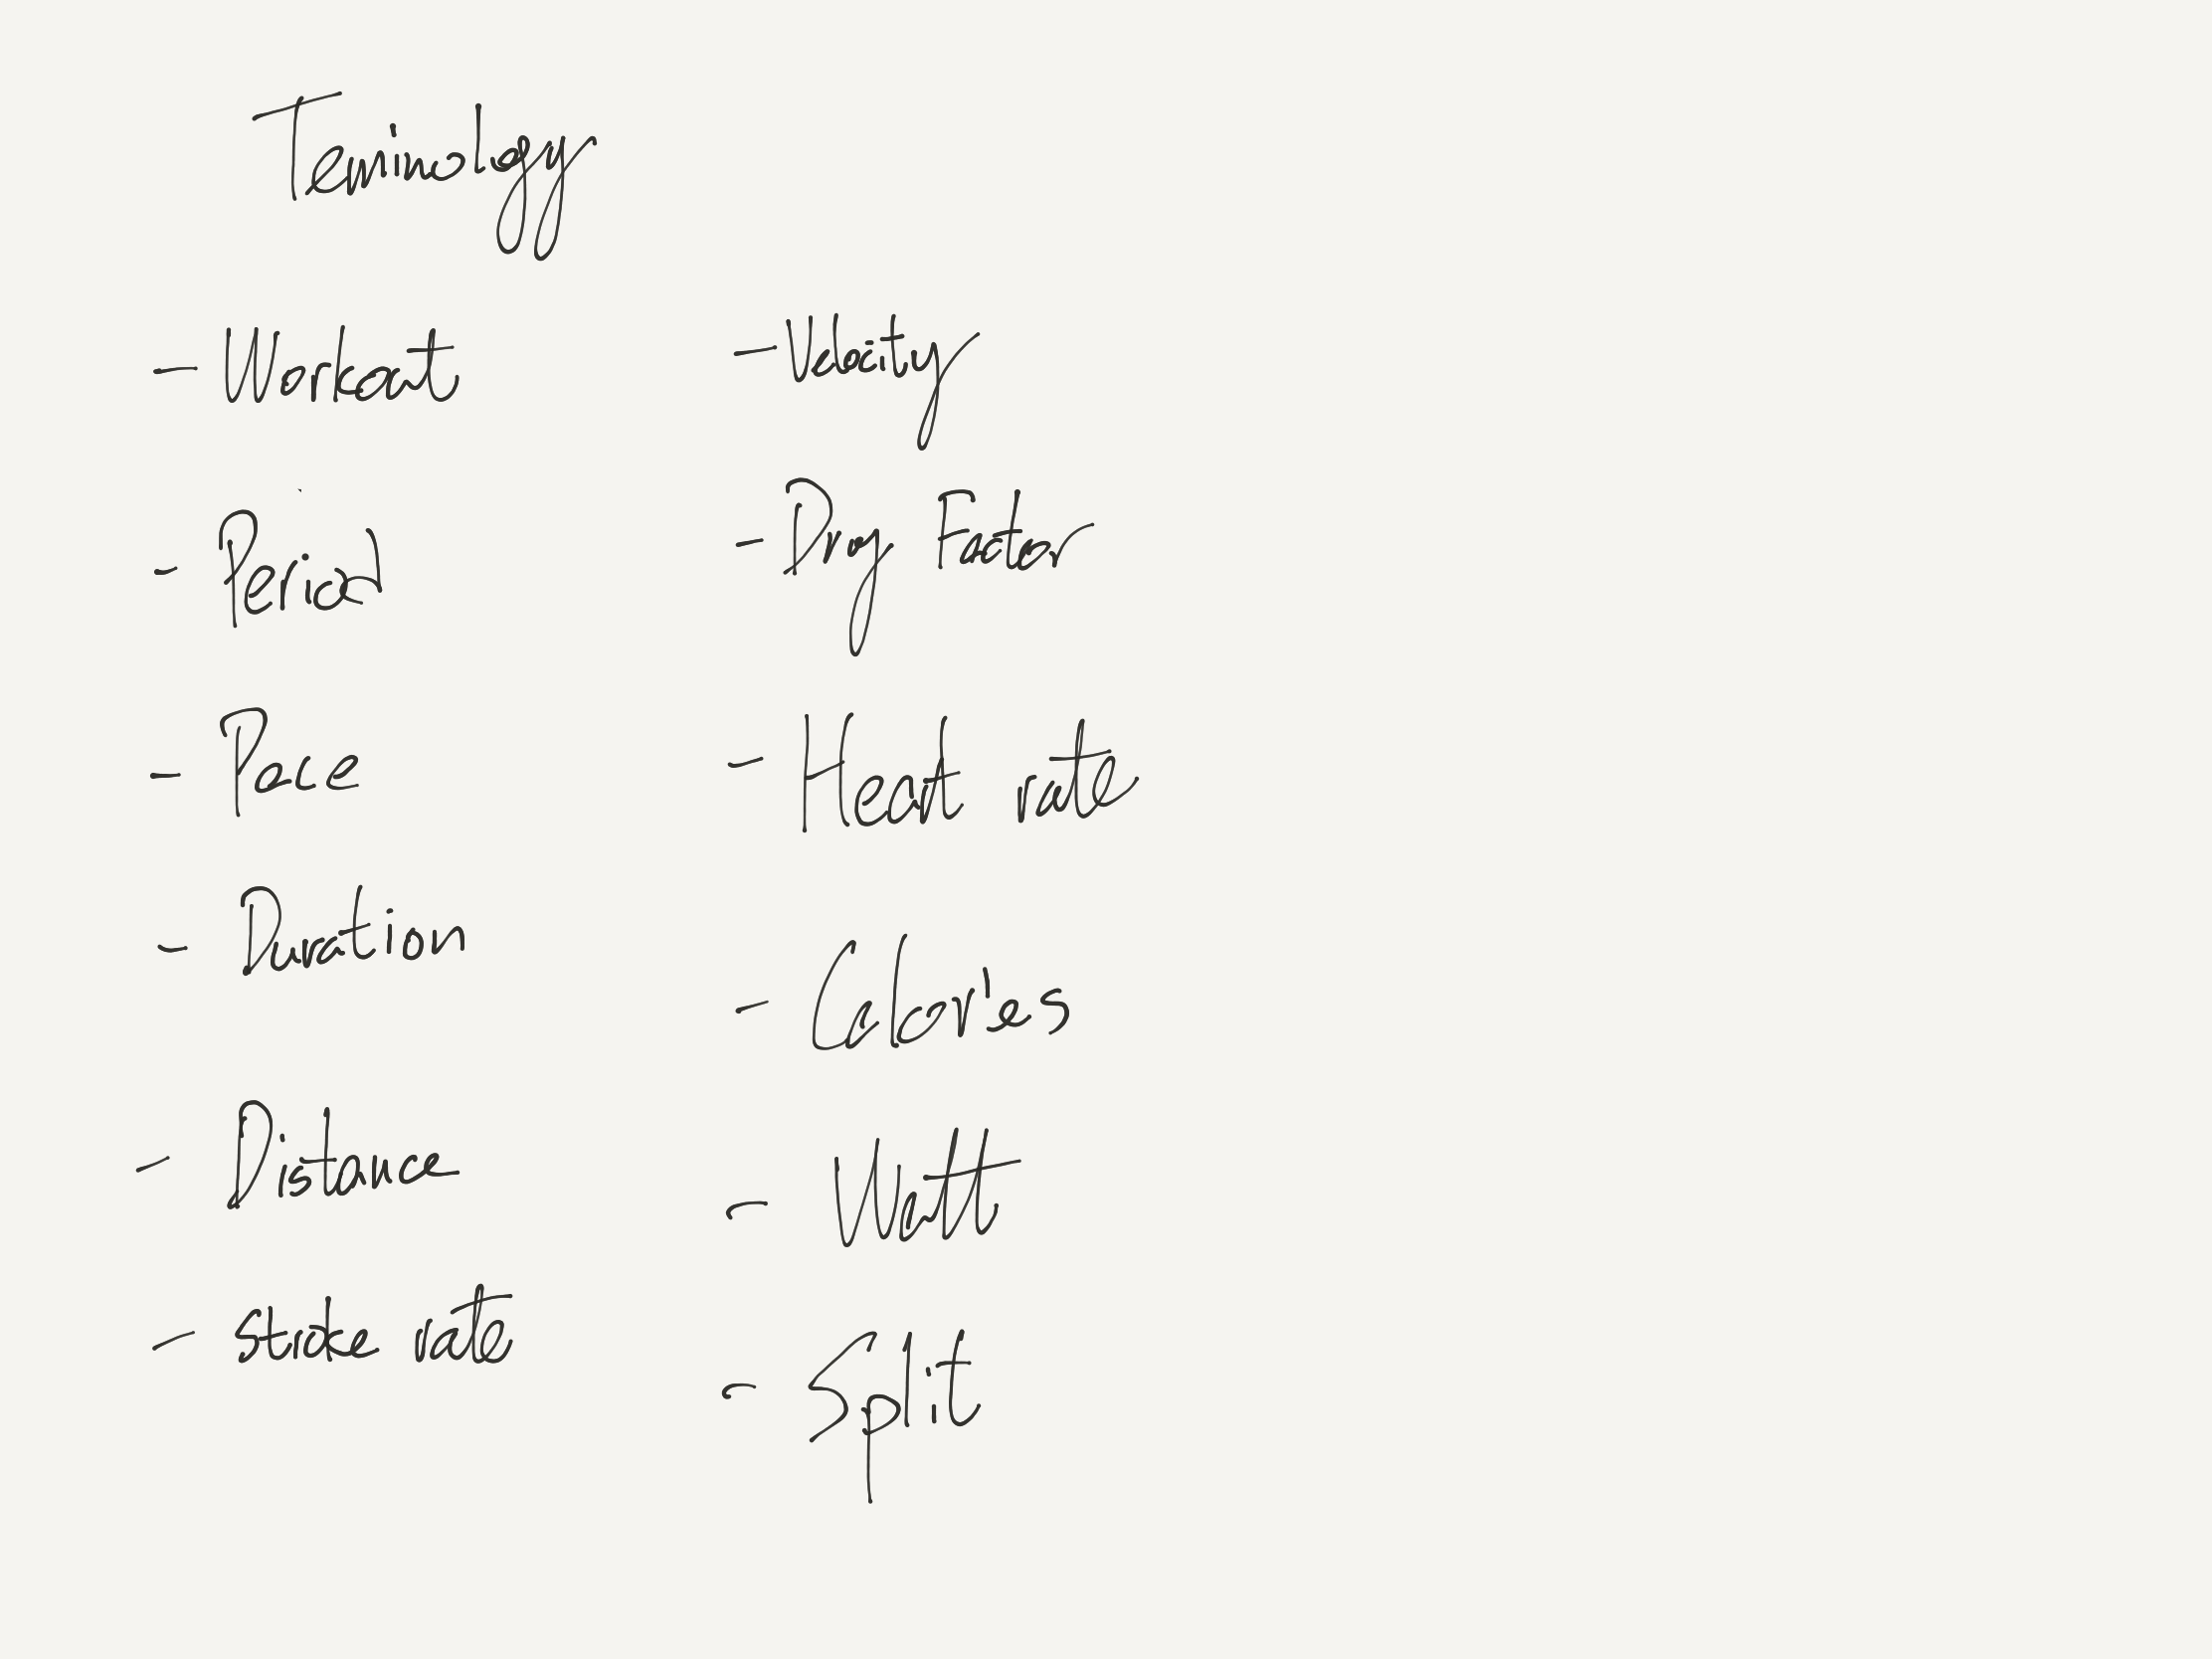 Terminology
- Workout
- Period
- Pace
- Duration
- Distance
- Stroke rate
- Velocity
- Drag Factor
- Heart rate
- Calories
- Watt
- Split